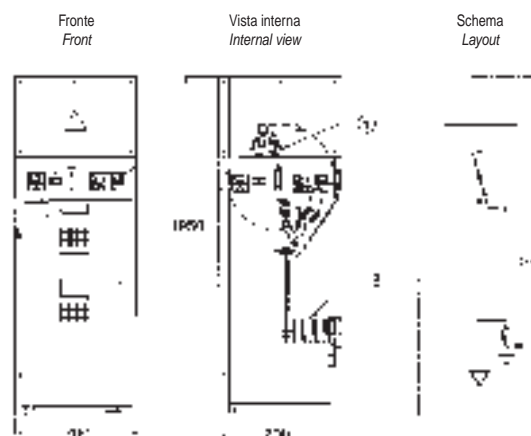 Fronte
Front
Vista interna
Internal view
Schema
Layout